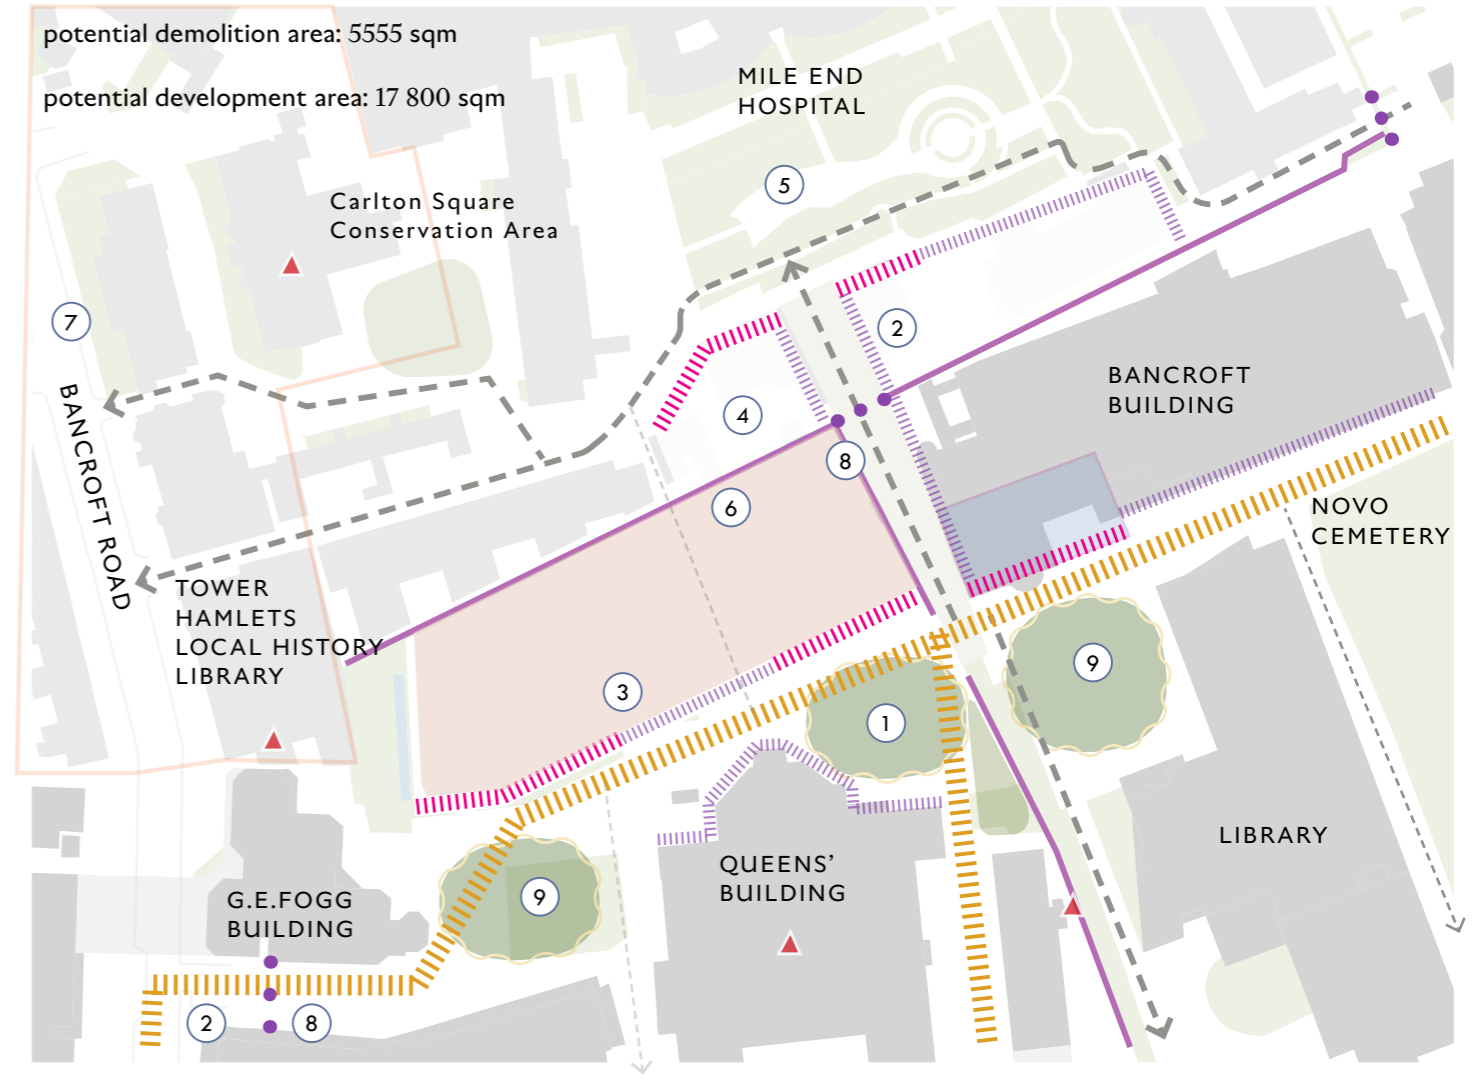 potential demolition area: 5555 sqm
potential development area: 17 800 sqm
MILE END
HOSPITAL
5
Carlton Square
Conservation Area
7
2
BANCROFT
BUILDING
4
BANCROFT ROAD
8
6
NOVO
CEMETERY
TOWER
HAMLETS
LOCAL HISTORY
LIBRARY
3
9
1
LIBRARY
QUEENS’
BUILDING
9
G.E.FOGG
BUILDING
2
8